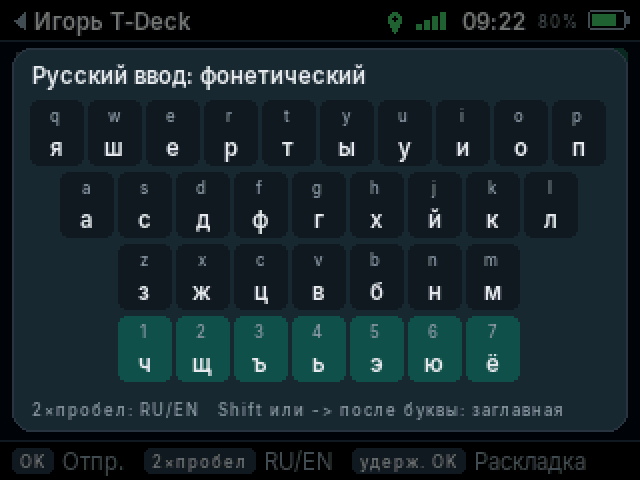 Игорь T-Deck 09:22 80%
Русский ввод: фонетический
q w e r t y u i o p
я ш е р т ы у и о п
a s d f g h j k l
а с д ф г х й к л
z x c v b n m
з ж ц в б н м
1 2 3 4 5 6 7
ч щ ъ ь э ю ё
2×пробел: RU/EN Shift или -> после буквы: заглавная
OK Отпр. 2×пробел RU/EN удерж. OK Раскладка